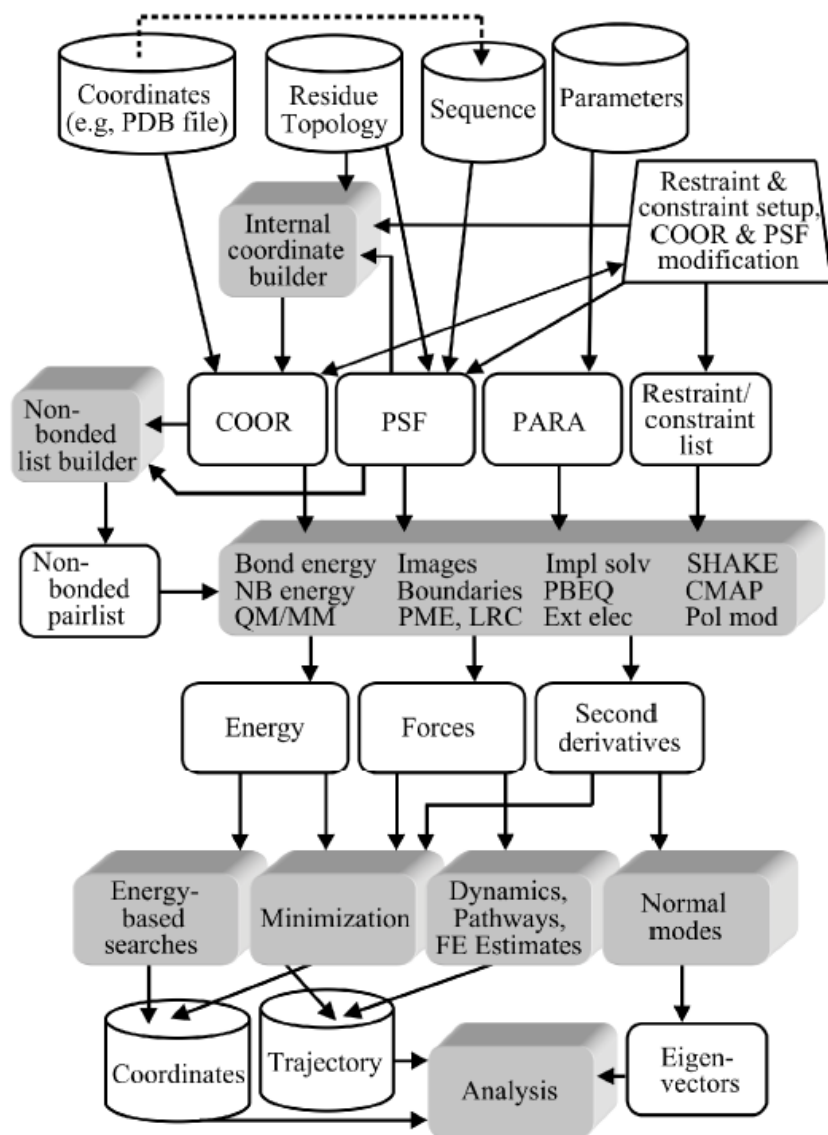 Coordinates
(e.g, PDB file)
Residue
Topology
Sequence
Parameters
Restraint &
constraint setup,
COOR & PSF
modification
Internal
coordinate
builder
Non-
bonded
list builder
COOR
PSF
PARA
Restraint/
constraint
list
Non-
bonded
pairlist
Bond energy
NB energy
QM/MM
Images
Boundaries
PME, LRC
Impl solv
PBEQ
Ext elec
SHAKE
CMAP
Pol mod
Energy
Forces
Second
derivatives
Energy-
based
searches
Minimization
Dynamics,
Pathways,
FE Estimates
Normal
modes
Coordinates
Trajectory
Analysis
Eigen-
vectors